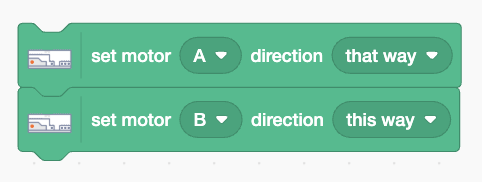 set motor A direction that way
set motor B direction this way